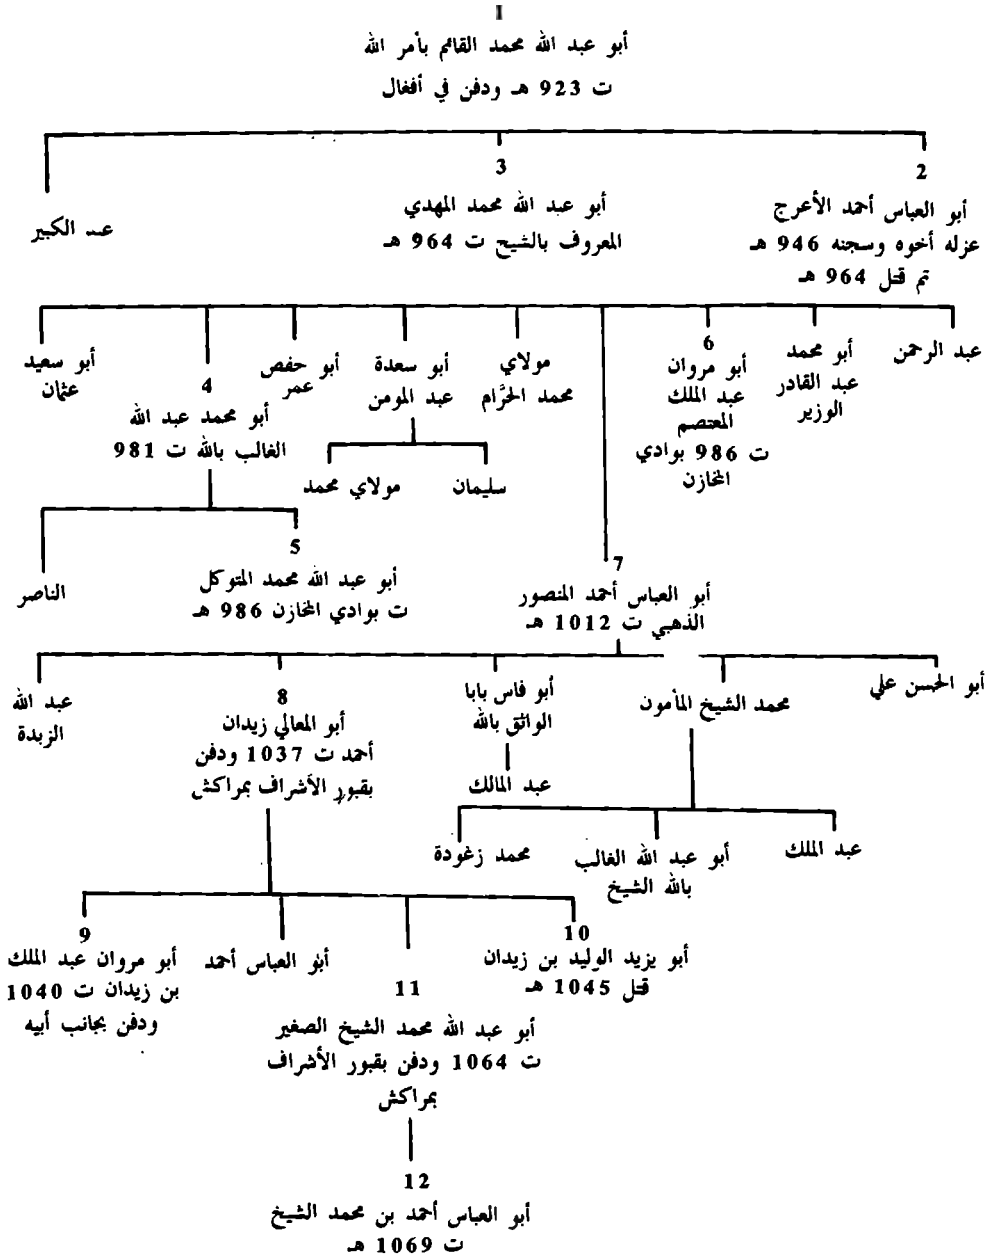 1
أبو عبد الله محمد القائم بأمر الله
ت 923 هـ ودفن في أفغال
2
أبو العباس أحمد الأعرج
عزله أخوه وسجنه 946 هـ
تم قتل 964 هـ
3
أبو عبد الله محمد المهدي
المعروف بالشيح ت 964 هـ
عبد الكبير
عبد الرحمن
أبو محمد
عبد القادر
الوزير
6
أبو مروان
عبد الملك
المعتصم
ت 986 بوادي
المخازن
مولاي
محمد الحرَّام
أبو سعدة
عبد المومن
سليمان
مولاي محمد
أبو حفص
عمر
4
أبو محمد عبد الله
الغالب بالله ت 981
أبو سعيد
عثمان
5
أبو عبد الله محمد المتوكل
ت بوادي المخازن 986 هـ
الناصر
7
أبو العباس أحمد المنصور
الذهبي ت 1012 هـ
أبو الحسن علي
محمد الشيخ المأمون
أبو فاس بابا
الواثق بالله
عبد المالك
8
أبو المعالي زيدان
أحمد ت 1037 ودفن
بقبور الأشراف بمراكش
عبد الله
الزبدة
عبد الملك
أبو عبد الله الغالب
بالله الشيخ
محمد زغودة
10
أبو يزيد الوليد بن زيدان
قتل 1045 هـ
11
أبو عبد الله محمد الشيخ الصغير
ت 1064 ودفن بقبور الأشراف
بمراكش
أبو العباس أحمد
9
أبو مروان عبد الملك
بن زيدان ت 1040
ودفن بجانب أبيه
12
أبو العباس أحمد بن محمد الشيخ
ت 1069 هـ